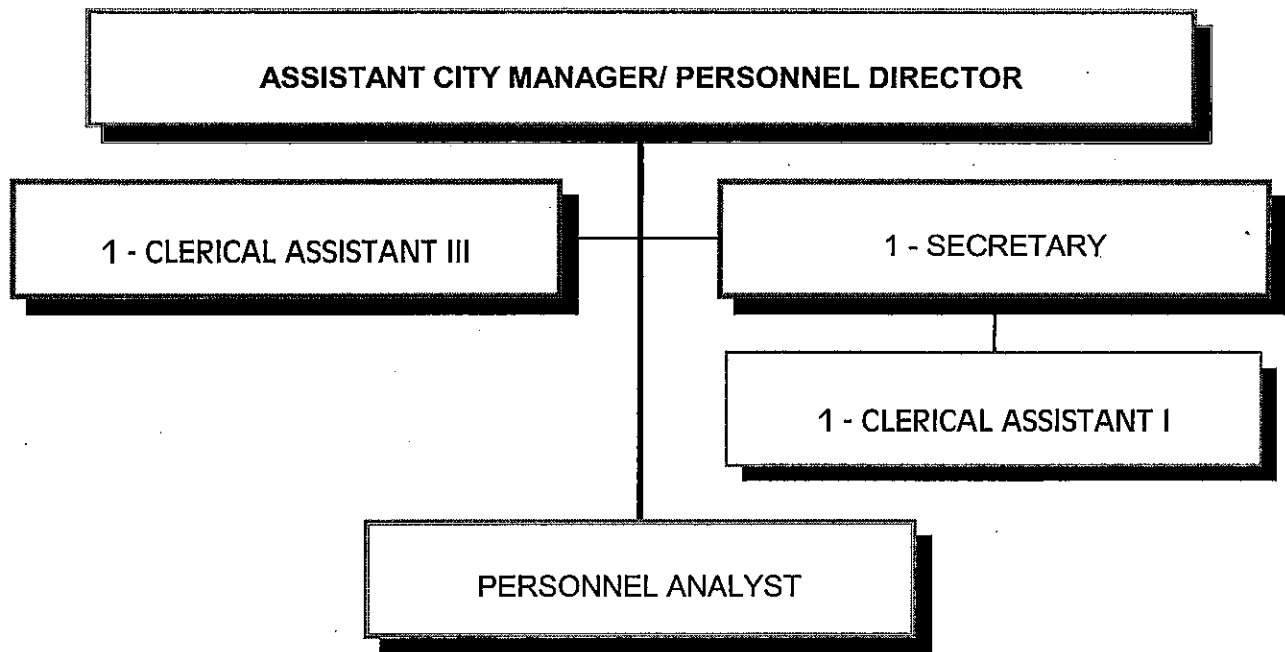 ASSISTANT CITY MANAGER/ PERSONNEL DIRECTOR
1 - CLERICAL ASSISTANT III
1 - SECRETARY
1 - CLERICAL ASSISTANT I
PERSONNEL ANALYST